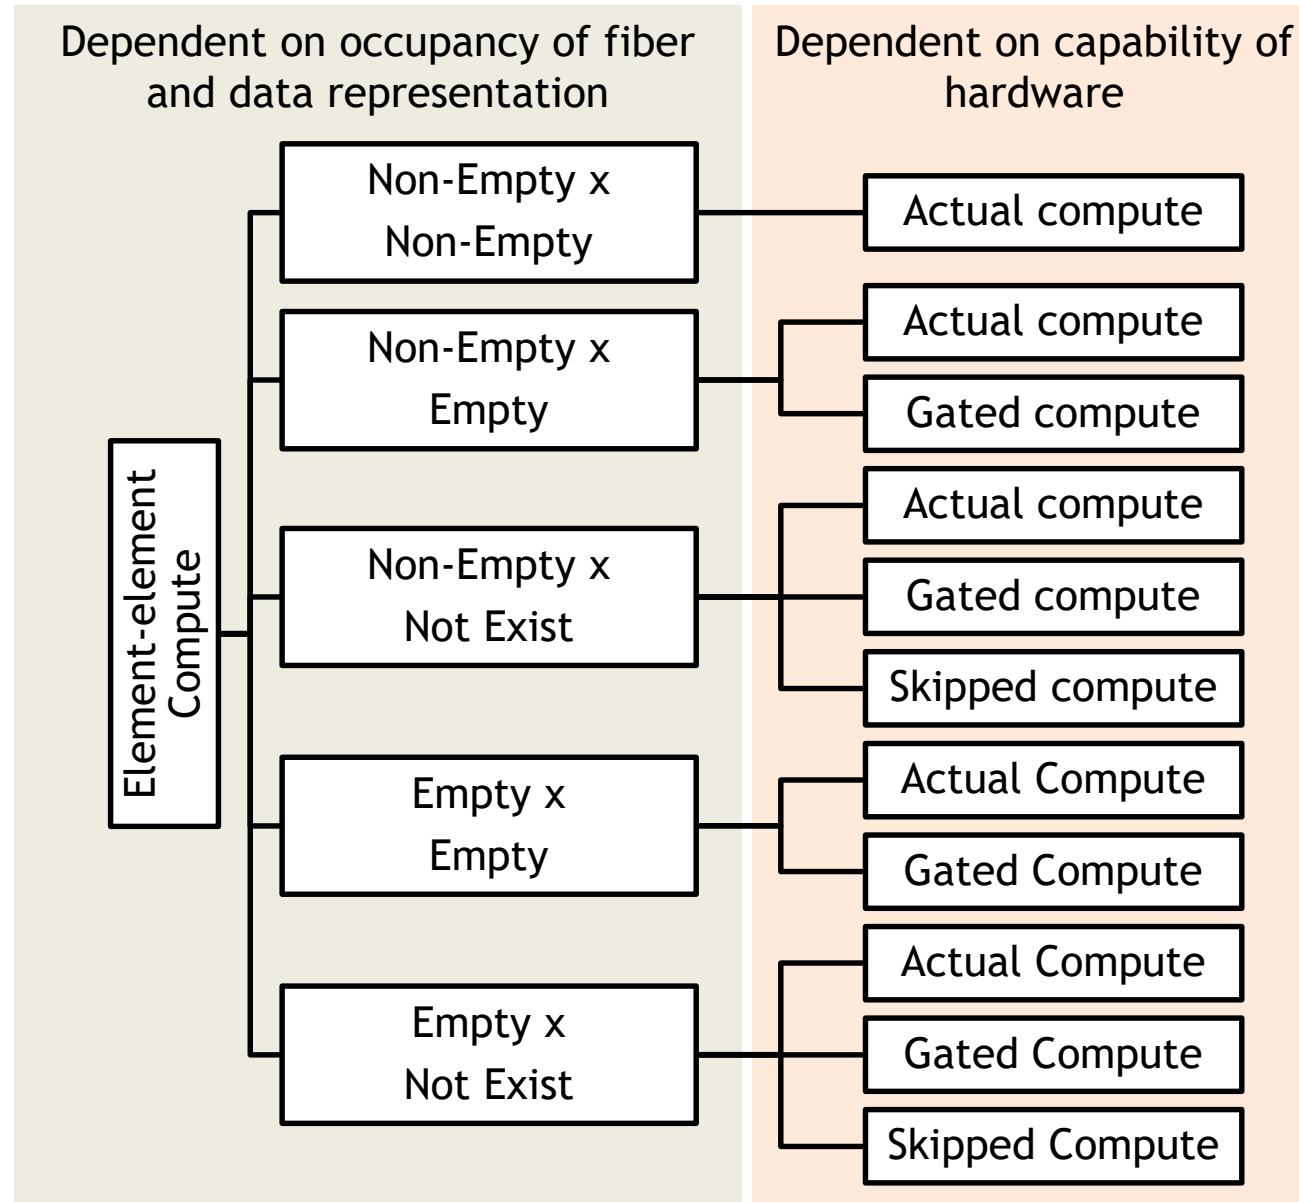 Dependent on occupancy of fiber
and data representation
Dependent on capability of
hardware
Element-element
Compute
Non-Empty x
Non-Empty
Actual compute
Non-Empty x
Empty
Actual compute
Gated compute
Non-Empty x
Not Exist
Actual compute
Gated compute
Skipped compute
Empty x
Empty
Actual Compute
Gated Compute
Empty x
Not Exist
Actual Compute
Gated Compute
Skipped Compute